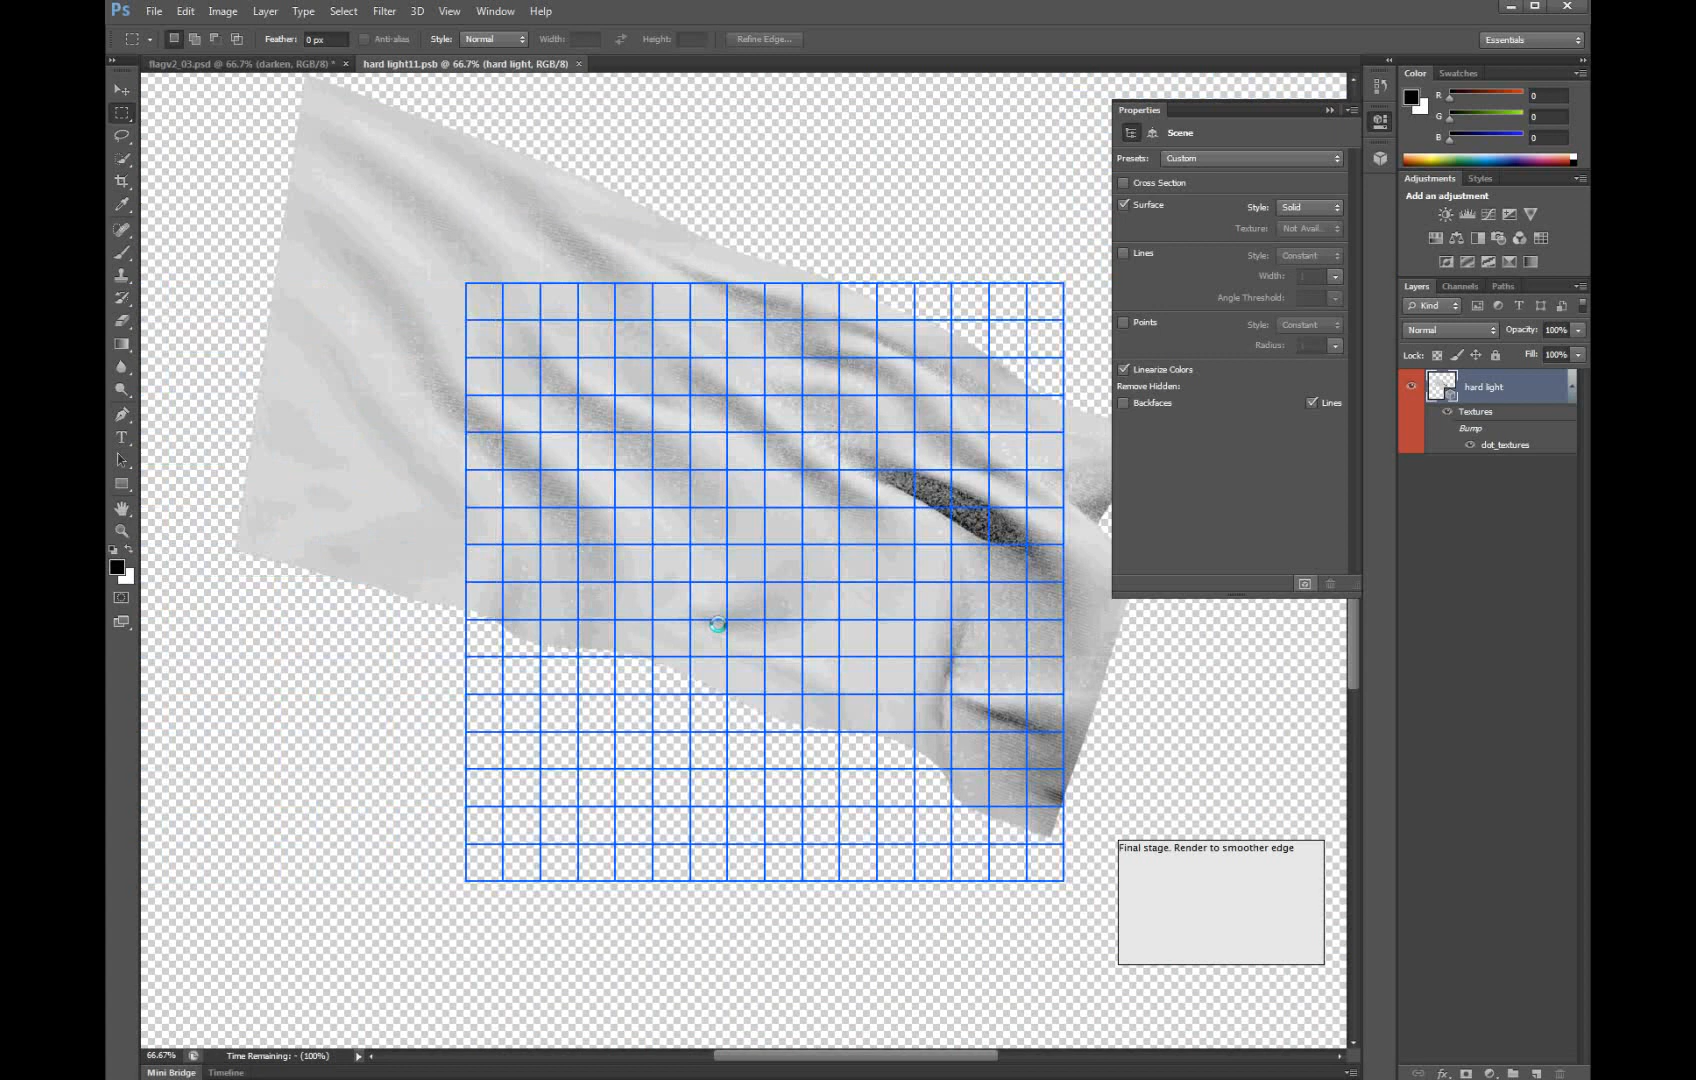 Ps File Edit Image Layer Type Select Filter 3D View Window Help
Feather: 0 px Anti-alias Style: Normal Width: Height: Refine Edge... Essentials
flagv2_03.psd @ 66.7% (darken, RGB/8) * × hard light11.psb @ 66.7% (hard light, RGB/8) ×
Properties
Scene
Presets: Custom
Cross Section
Surface Style: Solid
Texture: Not Avail...
Lines Style: Constant
Width: 1
Angle Threshold:
Points Style: Constant
Radius: 1
Linearize Colors
Remove Hidden:
Backfaces Lines
Color Swatches
R 0
G 0
B 0
Adjustments Styles
Add an adjustment
Layers Channels Paths
Kind
Normal Opacity: 100%
Lock: Fill: 100%
hard light
Textures
Bump
dot_textures
Final stage. Render to smoother edge
66.67% Time Remaining: - (100%)
Mini Bridge Timeline